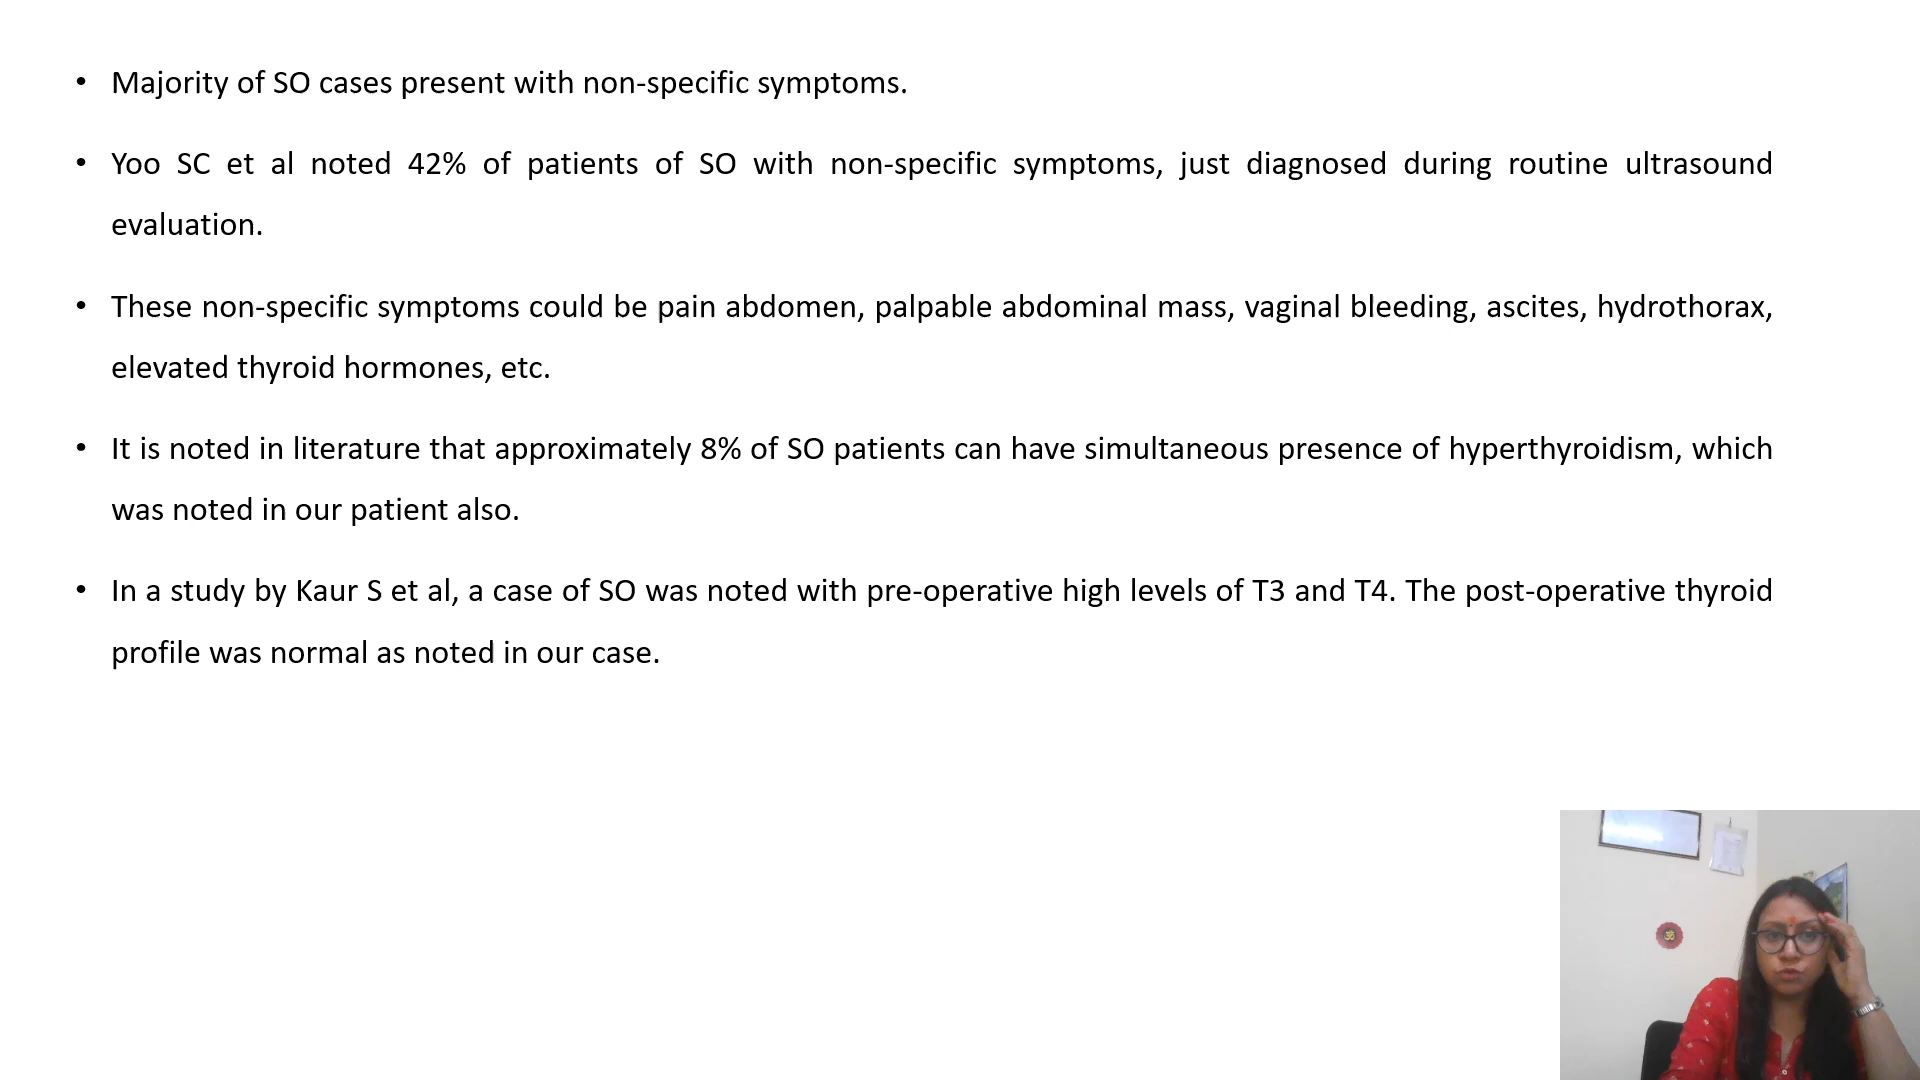 • Majority of SO cases present with non-specific symptoms.
• Yoo SC et al noted 42% of patients of SO with non-specific symptoms, just diagnosed during routine ultrasound
evaluation.
• These non-specific symptoms could be pain abdomen, palpable abdominal mass, vaginal bleeding, ascites, hydrothorax,
elevated thyroid hormones, etc.
• It is noted in literature that approximately 8% of SO patients can have simultaneous presence of hyperthyroidism, which
was noted in our patient also.
• In a study by Kaur S et al, a case of SO was noted with pre-operative high levels of T3 and T4. The post-operative thyroid
profile was normal as noted in our case.
ॐ